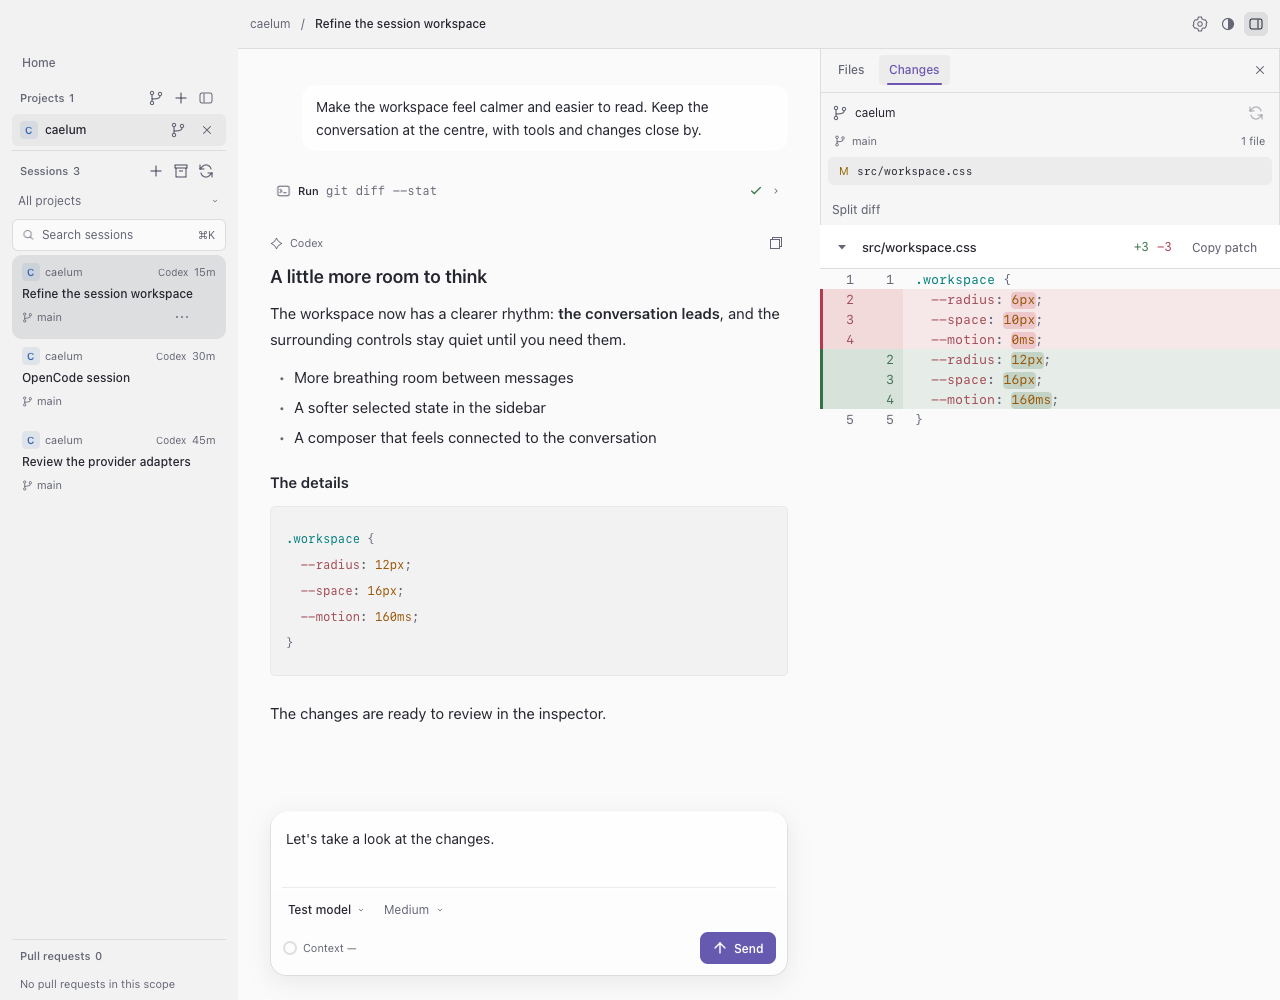 caelum / Refine the session workspace
Home
Projects 1
C caelum
Sessions 3
All projects
Search sessions ⌘K
C caelum Codex 15m
Refine the session workspace
main ...
C caelum Codex 30m
OpenCode session
main
C caelum Codex 45m
Review the provider adapters
main
Pull requests 0
No pull requests in this scope
Make the workspace feel calmer and easier to read. Keep the
conversation at the centre, with tools and changes close by.
Run git diff --stat
Codex
A little more room to think
The workspace now has a clearer rhythm: the conversation leads, and the
surrounding controls stay quiet until you need them.
• More breathing room between messages
• A softer selected state in the sidebar
• A composer that feels connected to the conversation
The details
.workspace {
--radius: 12px;
--space: 16px;
--motion: 160ms;
}
The changes are ready to review in the inspector.
Let's take a look at the changes.
Test model Medium
Context —
Send
Files Changes
caelum
main 1 file
M src/workspace.css
Split diff
src/workspace.css +3 −3 Copy patch
1 1 .workspace {
2 --radius: 6px;
3 --space: 10px;
4 --motion: 0ms;
2 --radius: 12px;
3 --space: 16px;
4 --motion: 160ms;
5 5 }